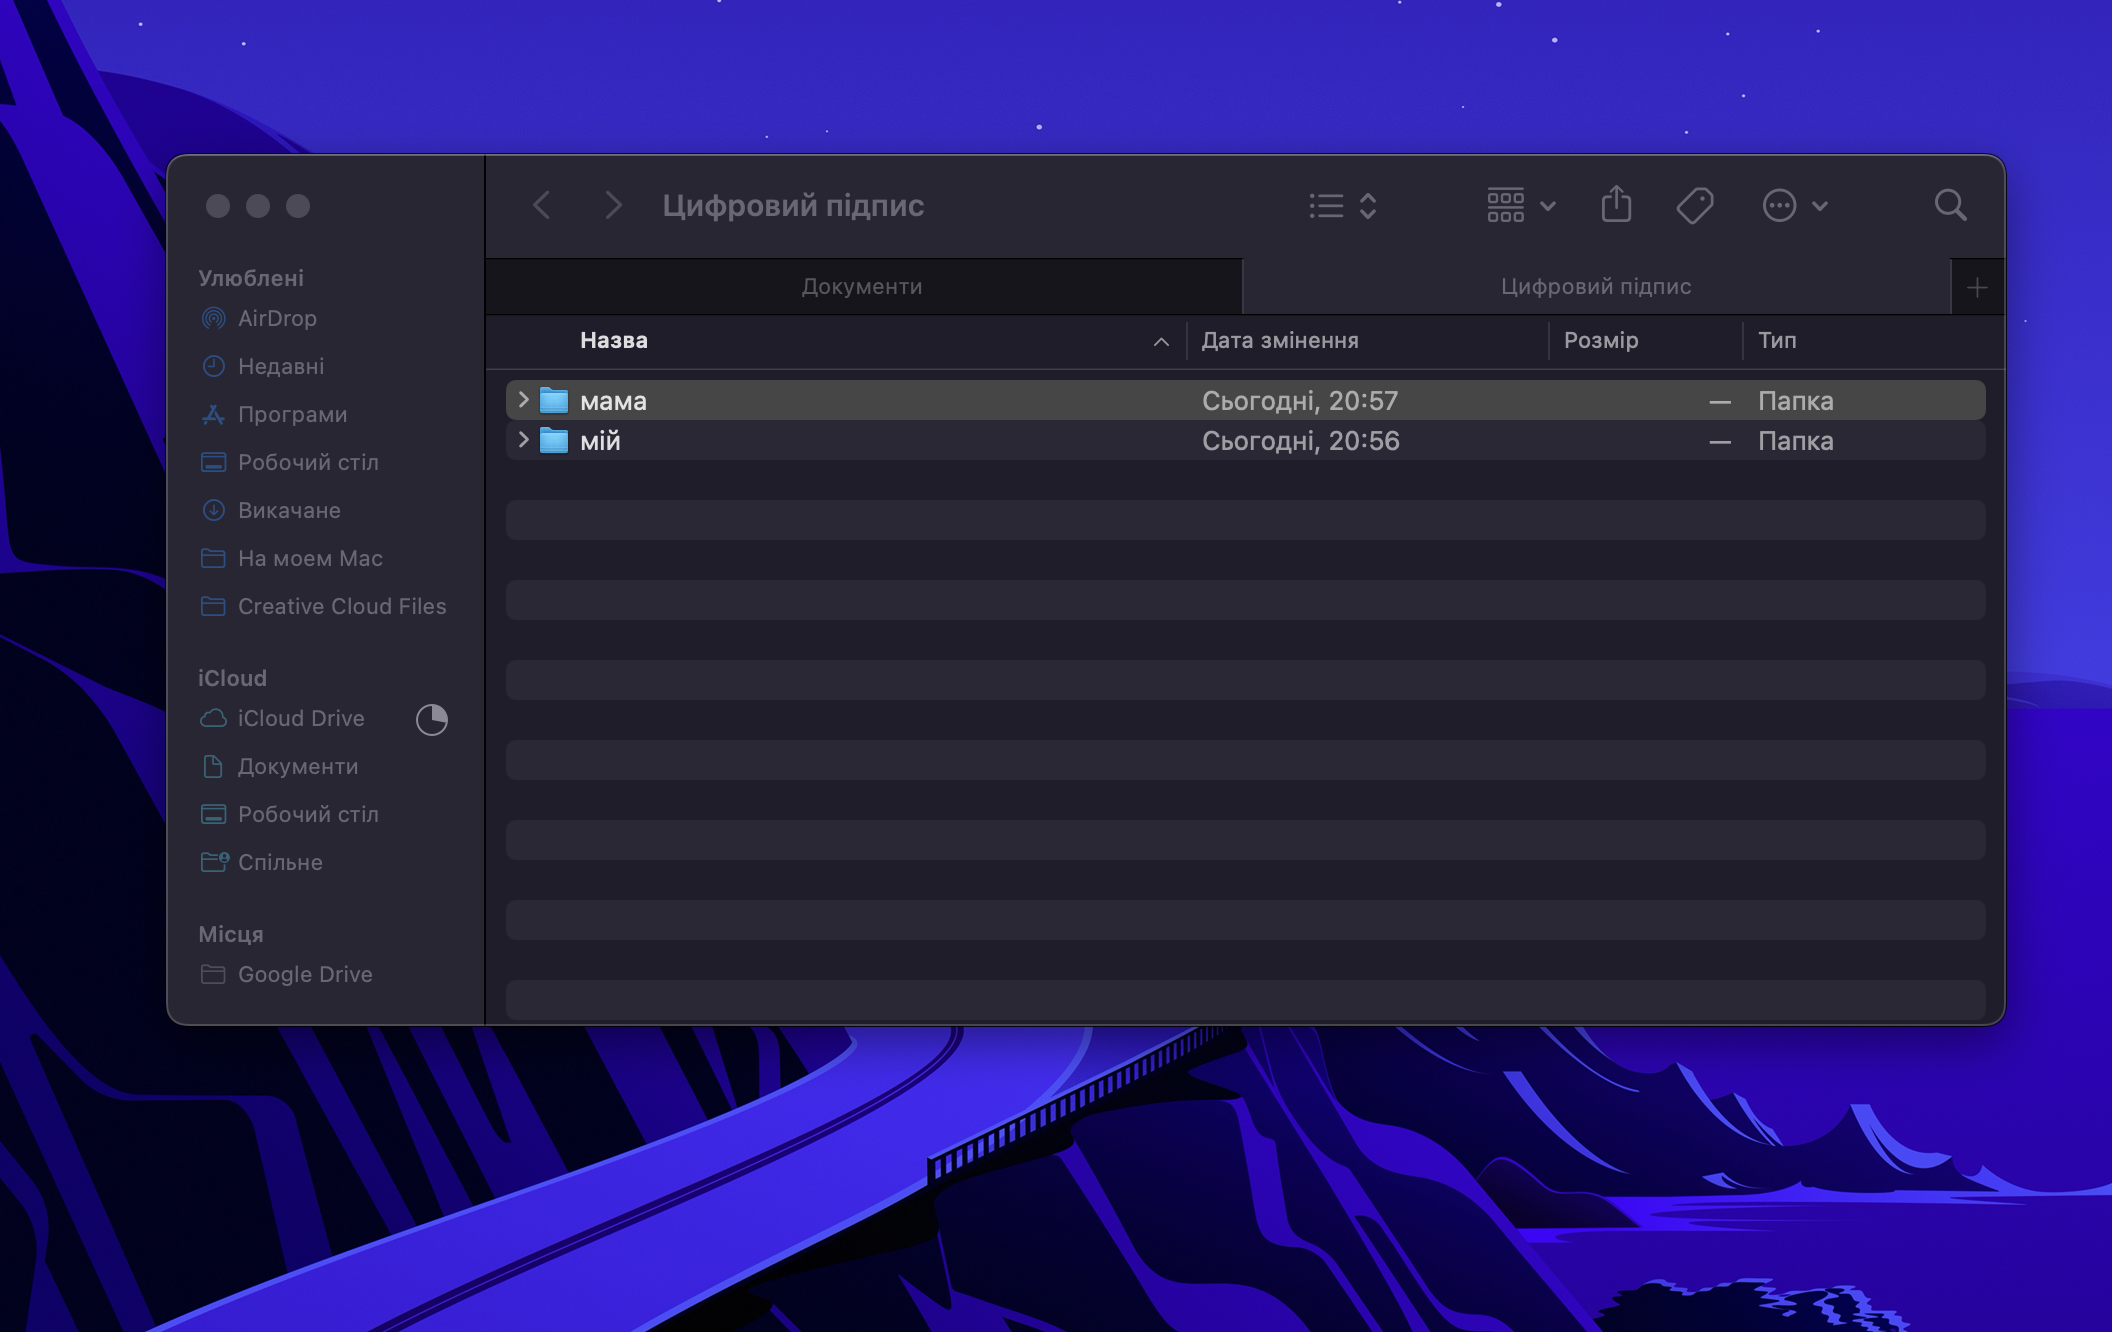 Цифровий підпис
Документи
Цифровий підпис
Улюблені
AirDrop
Недавні
Програми
Робочий стіл
Викачане
На моем Mac
Creative Cloud Files
iCloud
iCloud Drive
Документи
Робочий стіл
Спільне
Місця
Google Drive
Назва Дата змінення Розмір Тип
мама Сьогодні, 20:57 — Папка
мій Сьогодні, 20:56 — Папка